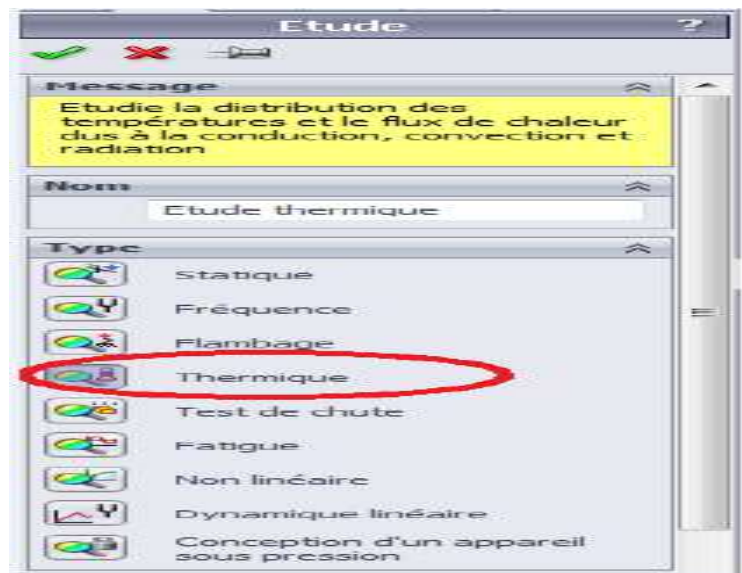 Etude ?
Message
Etudie la distribution des
températures et le flux de chaleur
dus à la conduction, convection et
radiation
Nom
Etude thermique
Type
Statique
Fréquence
Flambage
Thermique
Test de chute
Fatigue
Non linéaire
Dynamique linéaire
Conception d'un appareil
sous pression